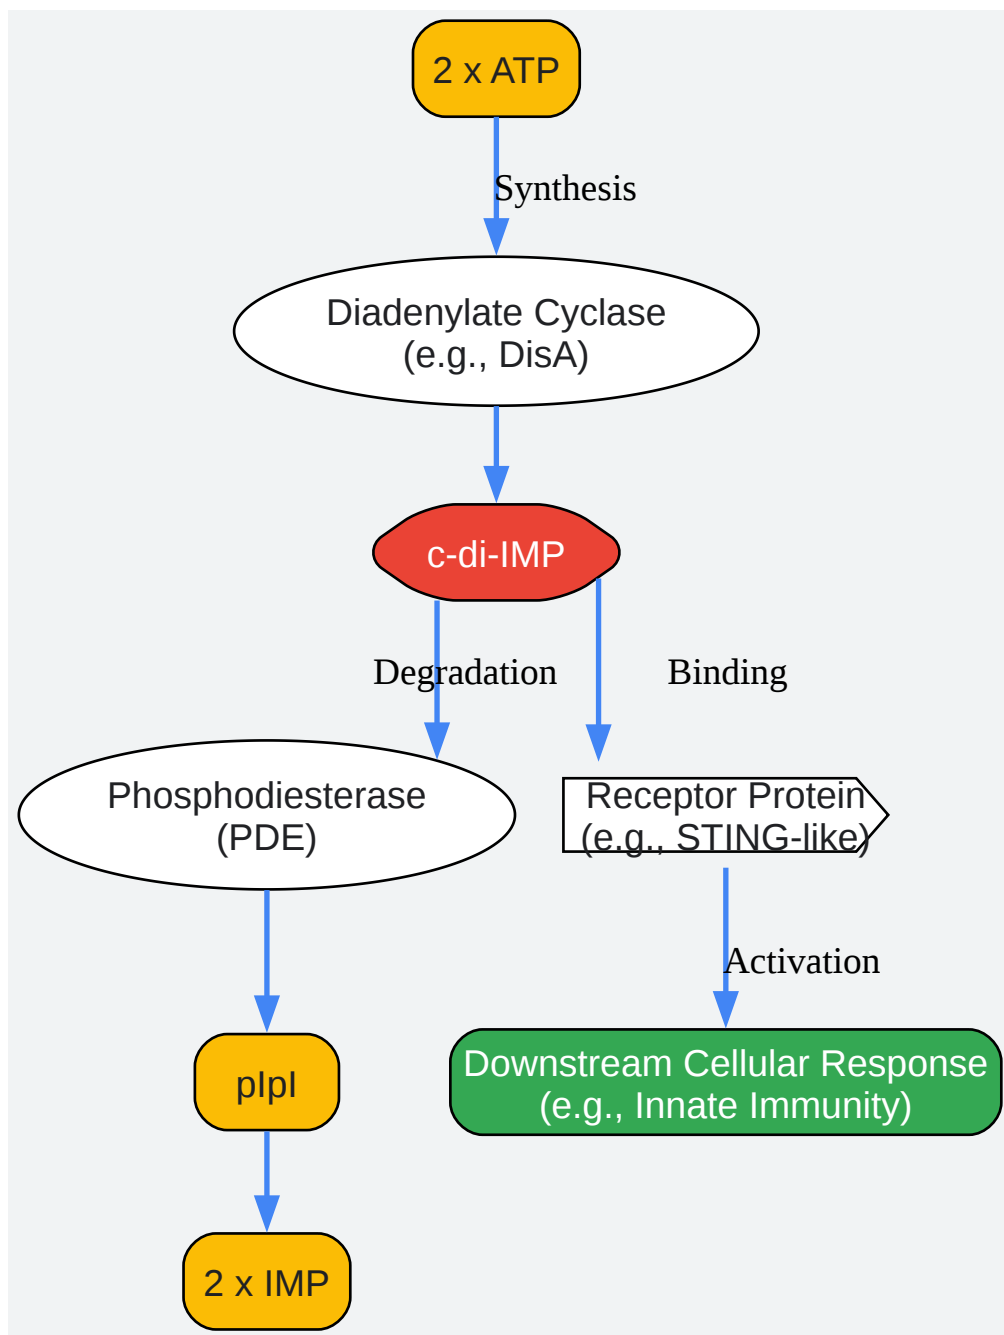 2 x ATP
Synthesis
Diadenylate Cyclase
(e.g., DisA)
c-di-IMP
Degradation
Binding
Phosphodiesterase
(PDE)
Receptor Protein
(e.g., STING-like)
Activation
pIpI
Downstream Cellular Response
(e.g., Innate Immunity)
2 x IMP